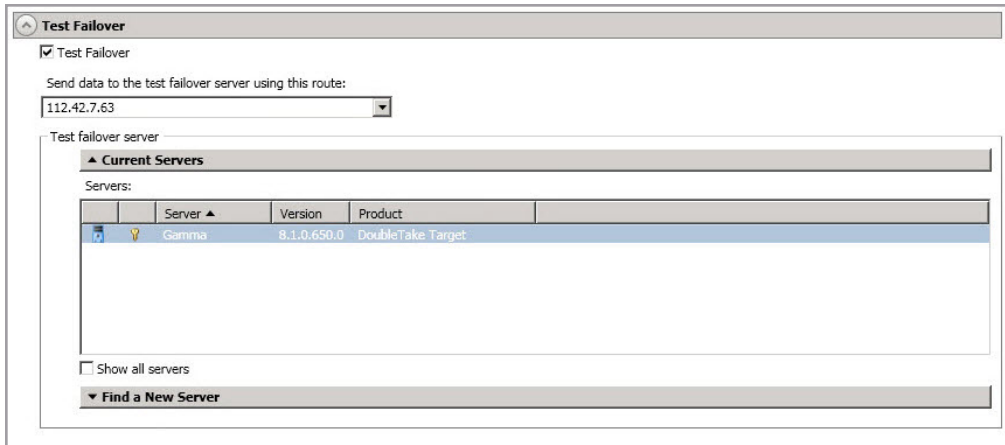 Test Failover
Test Failover
Send data to the test failover server using this route:
112.42.7.63
Test failover server
Current Servers
Servers:
Server Version Product
Gamma 8.1.0.650.0 DoubleTake Target
Show all servers
Find a New Server